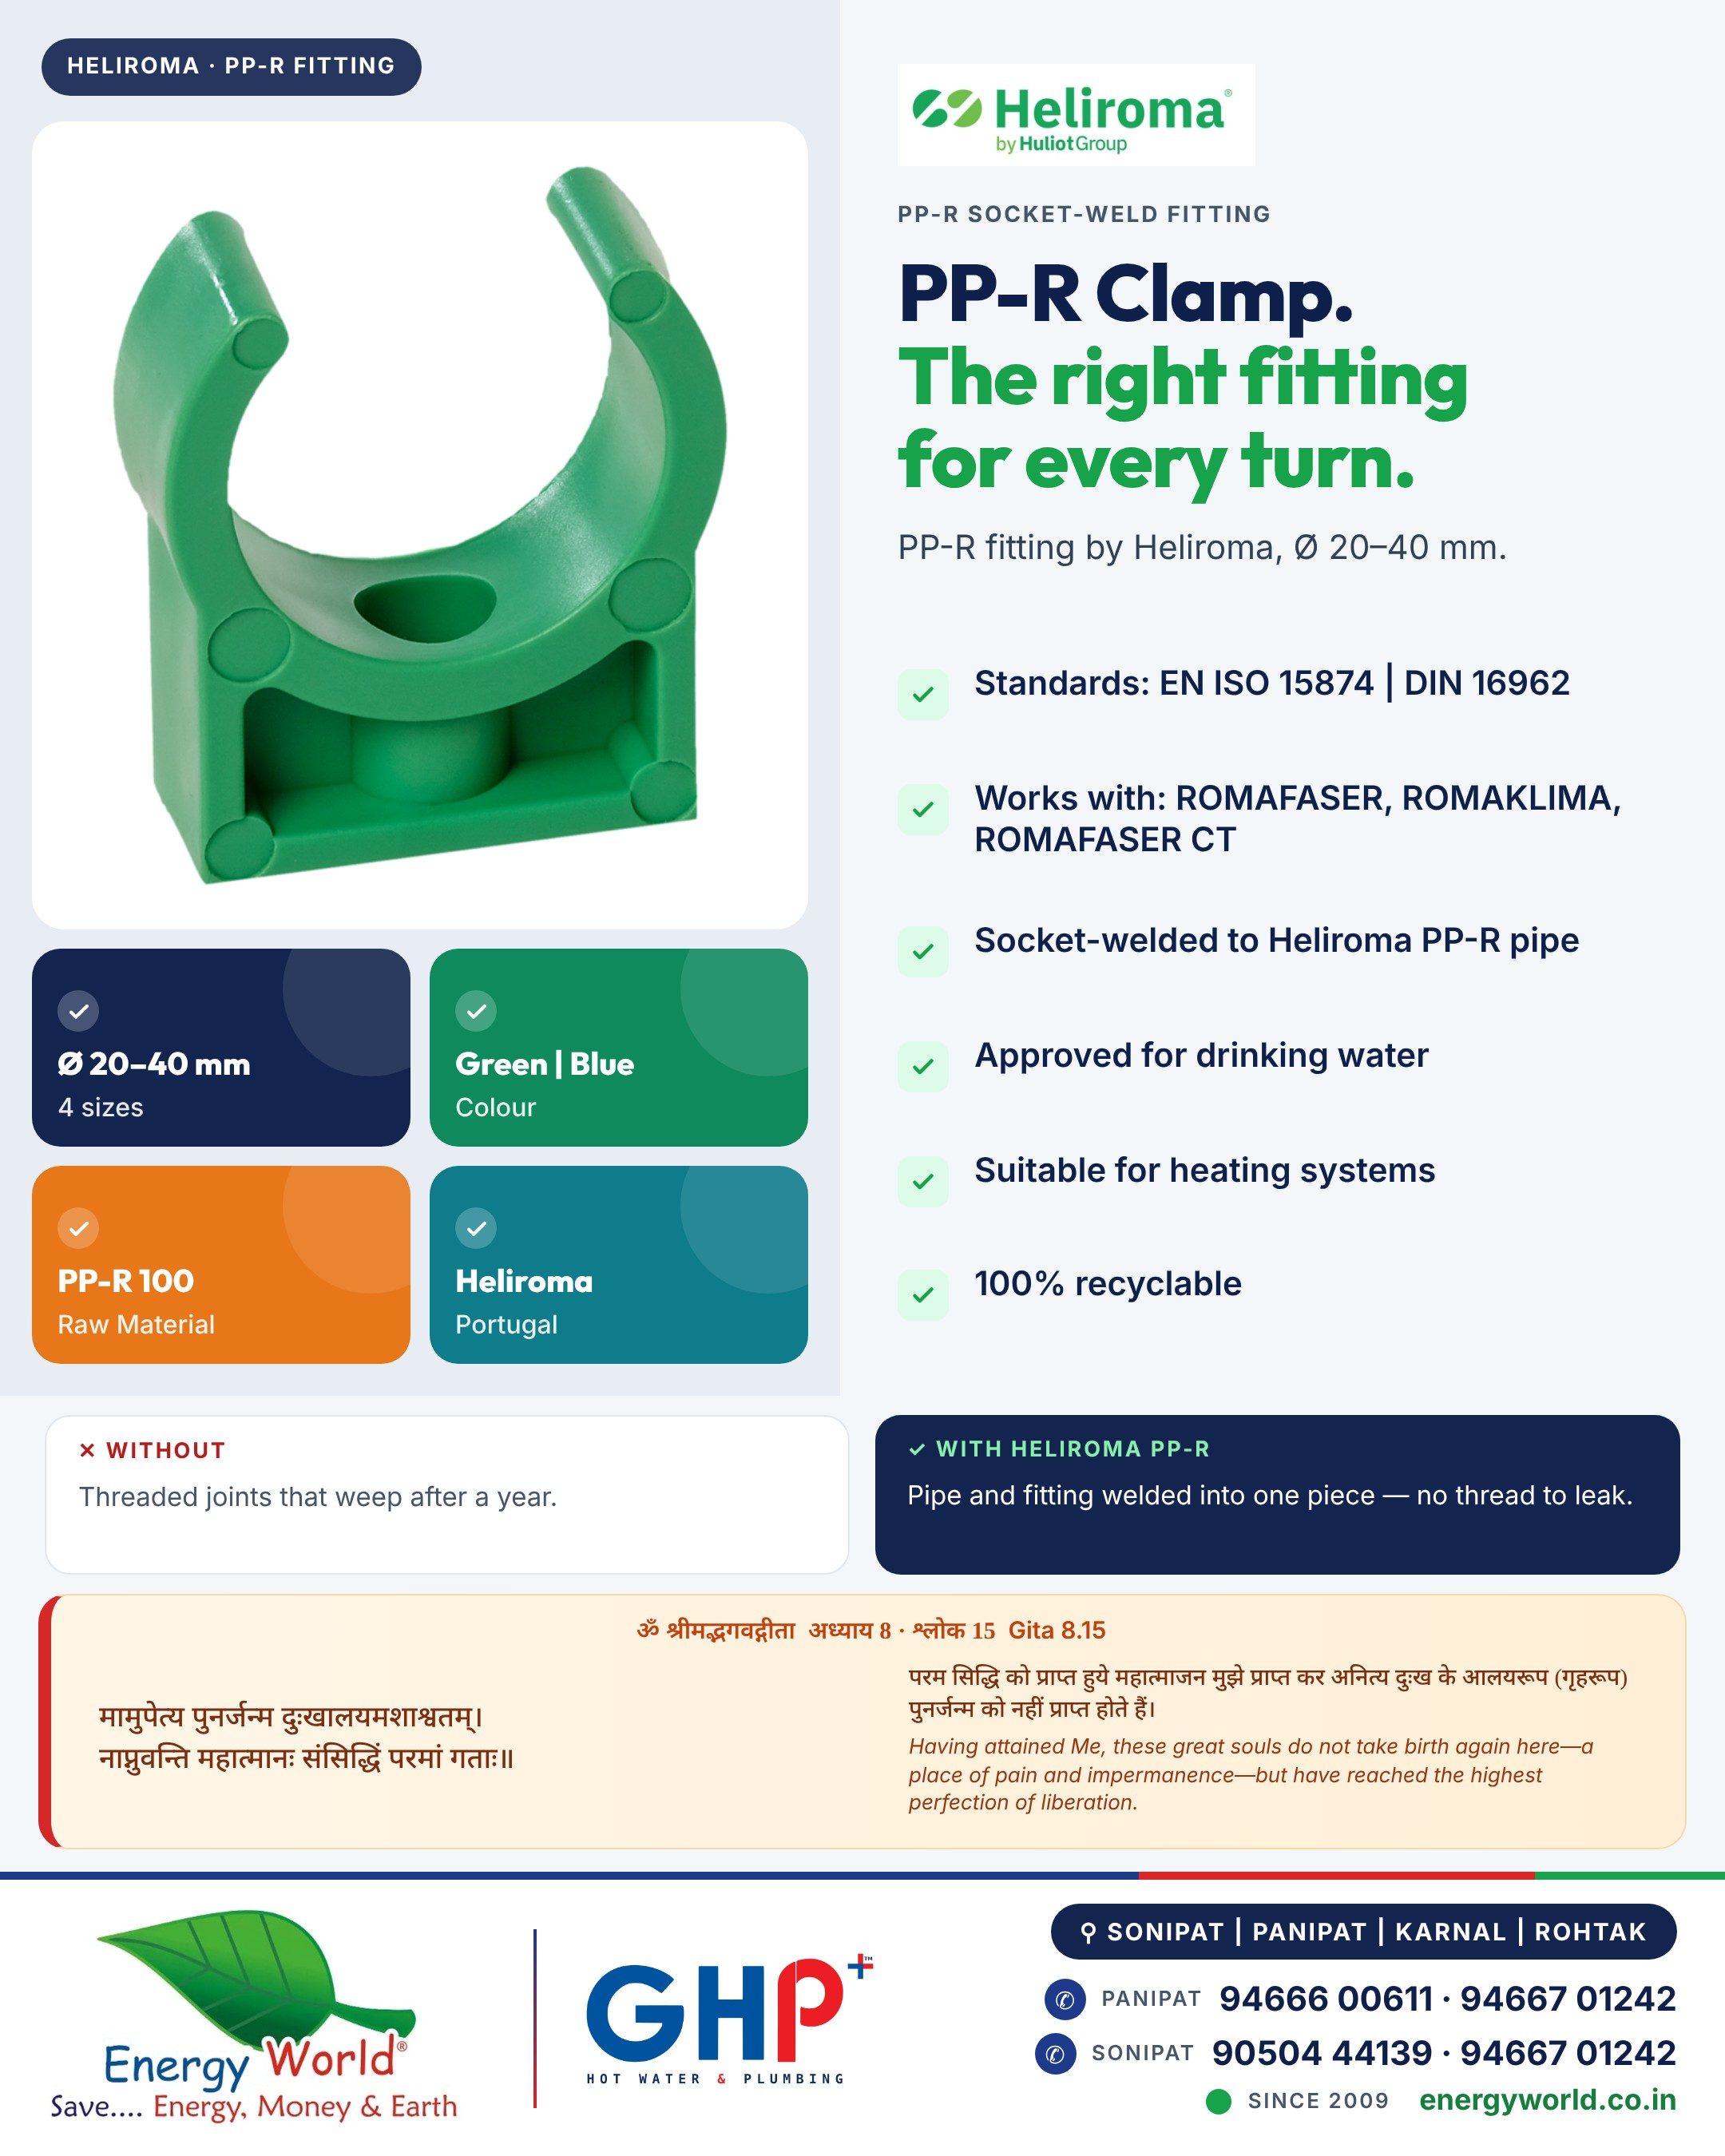 HELIROMA · PP-R FITTING
Heliroma®
by HuliotGroup
PP-R SOCKET-WELD FITTING
PP-R Clamp.
The right fitting
for every turn.
PP-R fitting by Heliroma, Ø 20–40 mm.
Standards: EN ISO 15874 | DIN 16962
Works with: ROMAFASER, ROMAKLIMA,
ROMAFASER CT
Socket-welded to Heliroma PP-R pipe
Approved for drinking water
Suitable for heating systems
100% recyclable
Ø 20–40 mm
4 sizes
Green | Blue
Colour
PP-R 100
Raw Material
Heliroma
Portugal
✕ WITHOUT
Threaded joints that weep after a year.
✓ WITH HELIROMA PP-R
Pipe and fitting welded into one piece — no thread to leak.
ॐ श्रीमद्भगवद्गीता अध्याय 8 · श्लोक 15 Gita 8.15
मामुपेत्य पुनर्जन्म दुःखालयमशाश्वतम्।
नाप्नुवन्ति महात्मानः संसिद्धिं परमां गताः॥
परम सिद्धि को प्राप्त हुये महात्माजन मुझे प्राप्त कर अनित्य दुःख के आलयरूप (गृहरूप)
पुनर्जन्म को नहीं प्राप्त होते हैं।
Having attained Me, these great souls do not take birth again here—a
place of pain and impermanence—but have reached the highest
perfection of liberation.
Energy World®
Save.... Energy, Money & Earth
GHP+™
HOT WATER & PLUMBING
SONIPAT | PANIPAT | KARNAL | ROHTAK
PANIPAT 94666 00611 · 94667 01242
SONIPAT 90504 44139 · 94667 01242
SINCE 2009 energyworld.co.in